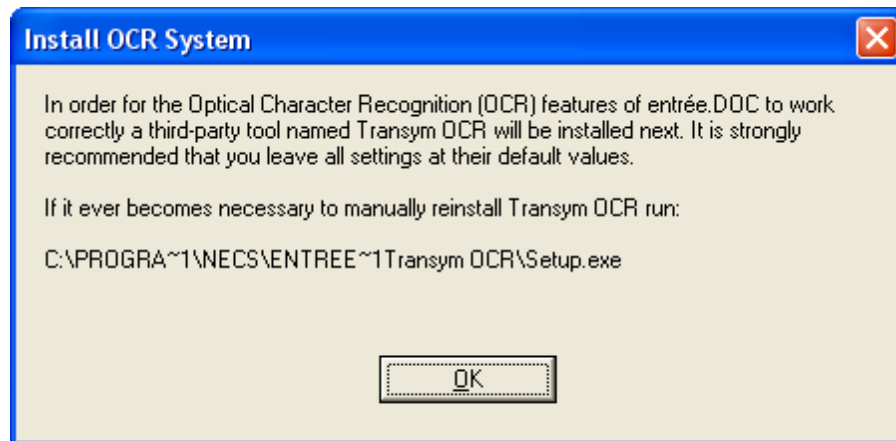 Install OCR System
In order for the Optical Character Recognition (OCR) features of entrée.DOC to work
correctly a third-party tool named Transym OCR will be installed next. It is strongly
recommended that you leave all settings at their default values.
If it ever becomes necessary to manually reinstall Transym OCR run:
C:\PROGRA~1\NECS\ENTREE~1Transym OCR\Setup.exe
OK